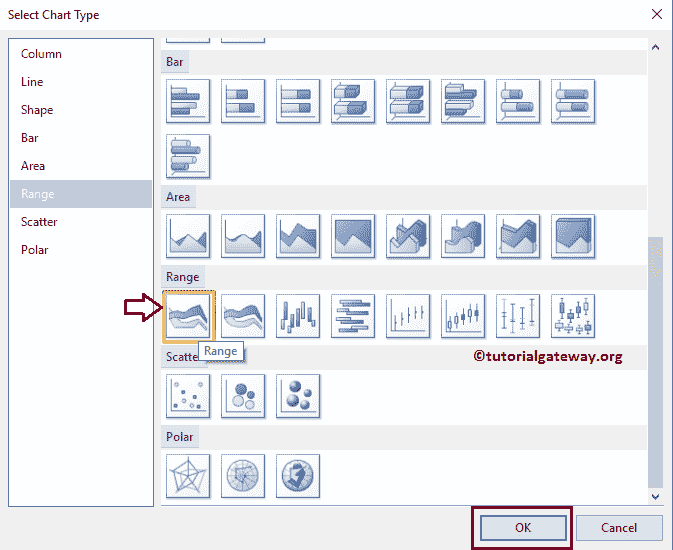 Select Chart Type
Column
Line
Shape
Bar
Area
Range
Scatter
Polar
Bar
Area
Range
Range
Scatte
©tutorialgateway.org
Polar
OK
Cancel